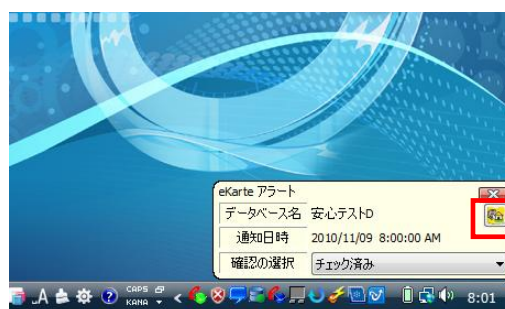 eKarte アラート
データベース名 安心テストD
通知日時 2010/11/09 8:00:00 AM
確認の選択 チェック済み
A CAPS KANA 8:01